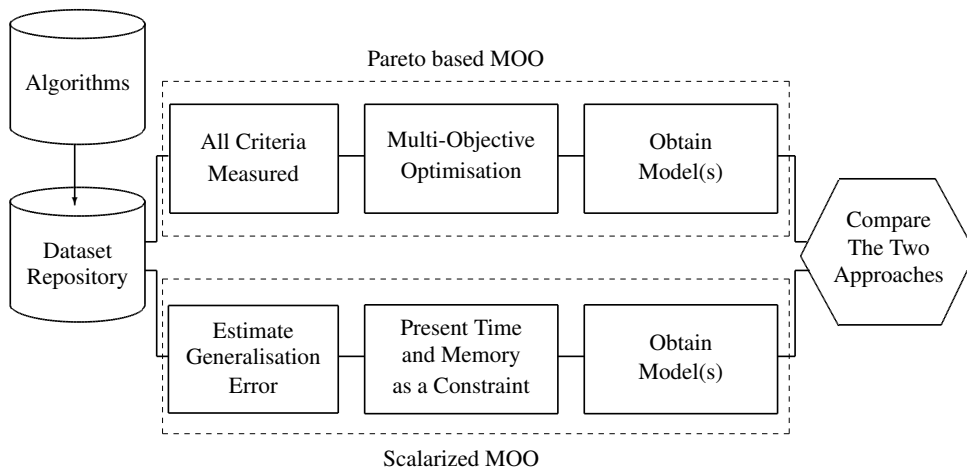 Pareto based MOO
Algorithms
All Criteria
Measured
Multi-Objective
Optimisation
Obtain
Model(s)
Dataset
Repository
Compare
The Two
Approaches
Estimate
Generalisation
Error
Present Time
and Memory
as a Constraint
Obtain
Model(s)
Scalarized MOO